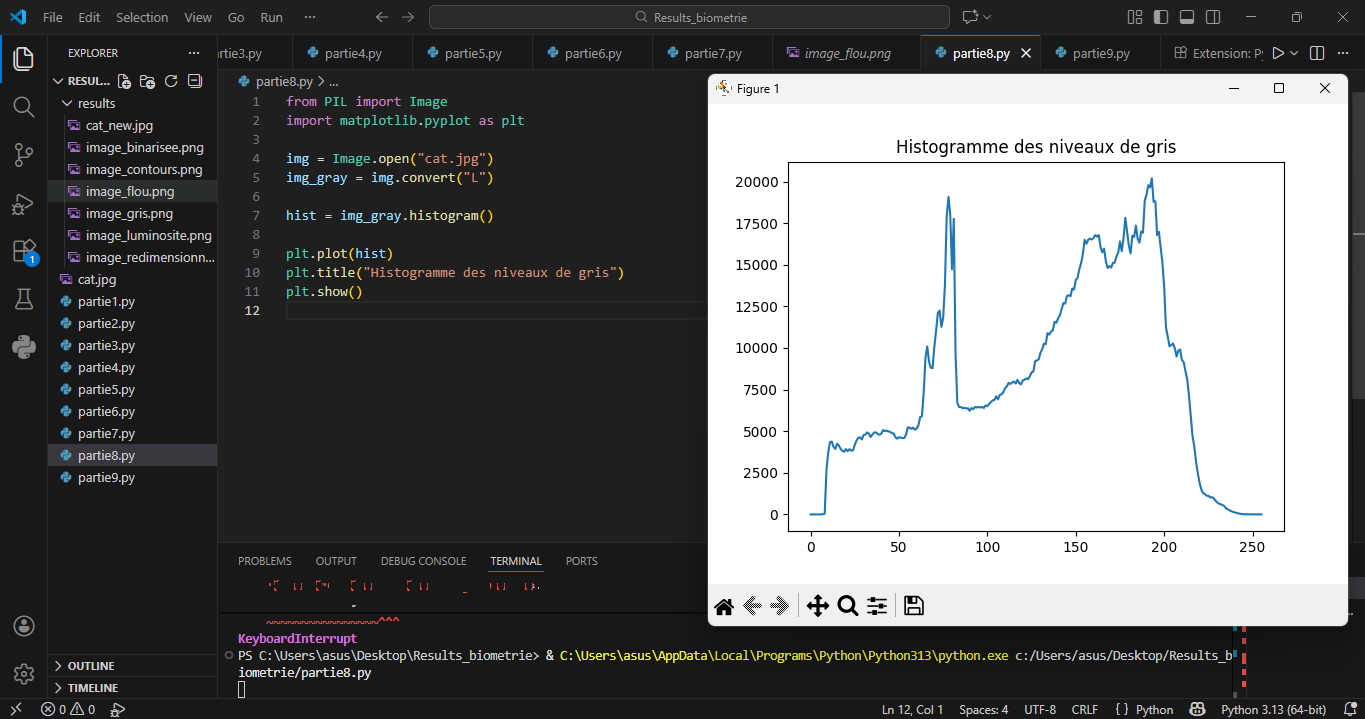 File Edit Selection View Go Run ··· Results_biometrie
EXPLORER ···
RESUL...
results
cat_new.jpg
image_binarisee.png
image_contours.png
image_flou.png
image_gris.png
image_luminosite.png
image_redimensionn...
cat.jpg
partie1.py
partie2.py
partie3.py
partie4.py
partie5.py
partie6.py
partie7.py
partie8.py
partie9.py
OUTLINE
TIMELINE
1
rtie3.py partie4.py partie5.py partie6.py partie7.py image_flou.png partie8.py partie9.py Extension: Py
partie8.py > ...
1 from PIL import Image
2 import matplotlib.pyplot as plt
3
4 img = Image.open("cat.jpg")
5 img_gray = img.convert("L")
6
7 hist = img_gray.histogram()
8
9 plt.plot(hist)
10 plt.title("Histogramme des niveaux de gris")
11 plt.show()
12
Figure 1
Histogramme des niveaux de gris
20000
17500
15000
12500
10000
7500
5000
2500
0
0 50 100 150 200 250
PROBLEMS OUTPUT DEBUG CONSOLE TERMINAL PORTS
~~~~~~~~~~~~~~~~^^^
KeyboardInterrupt
PS C:\Users\asus\Desktop\Results_biometrie> & C:\Users\asus\AppData\Local\Programs\Python\Python313\python.exe c:/Users/asus/Desktop/Results_b
iometrie/partie8.py
0 0 Ln 12, Col 1 Spaces: 4 UTF-8 CRLF {} Python Python 3.13 (64-bit)